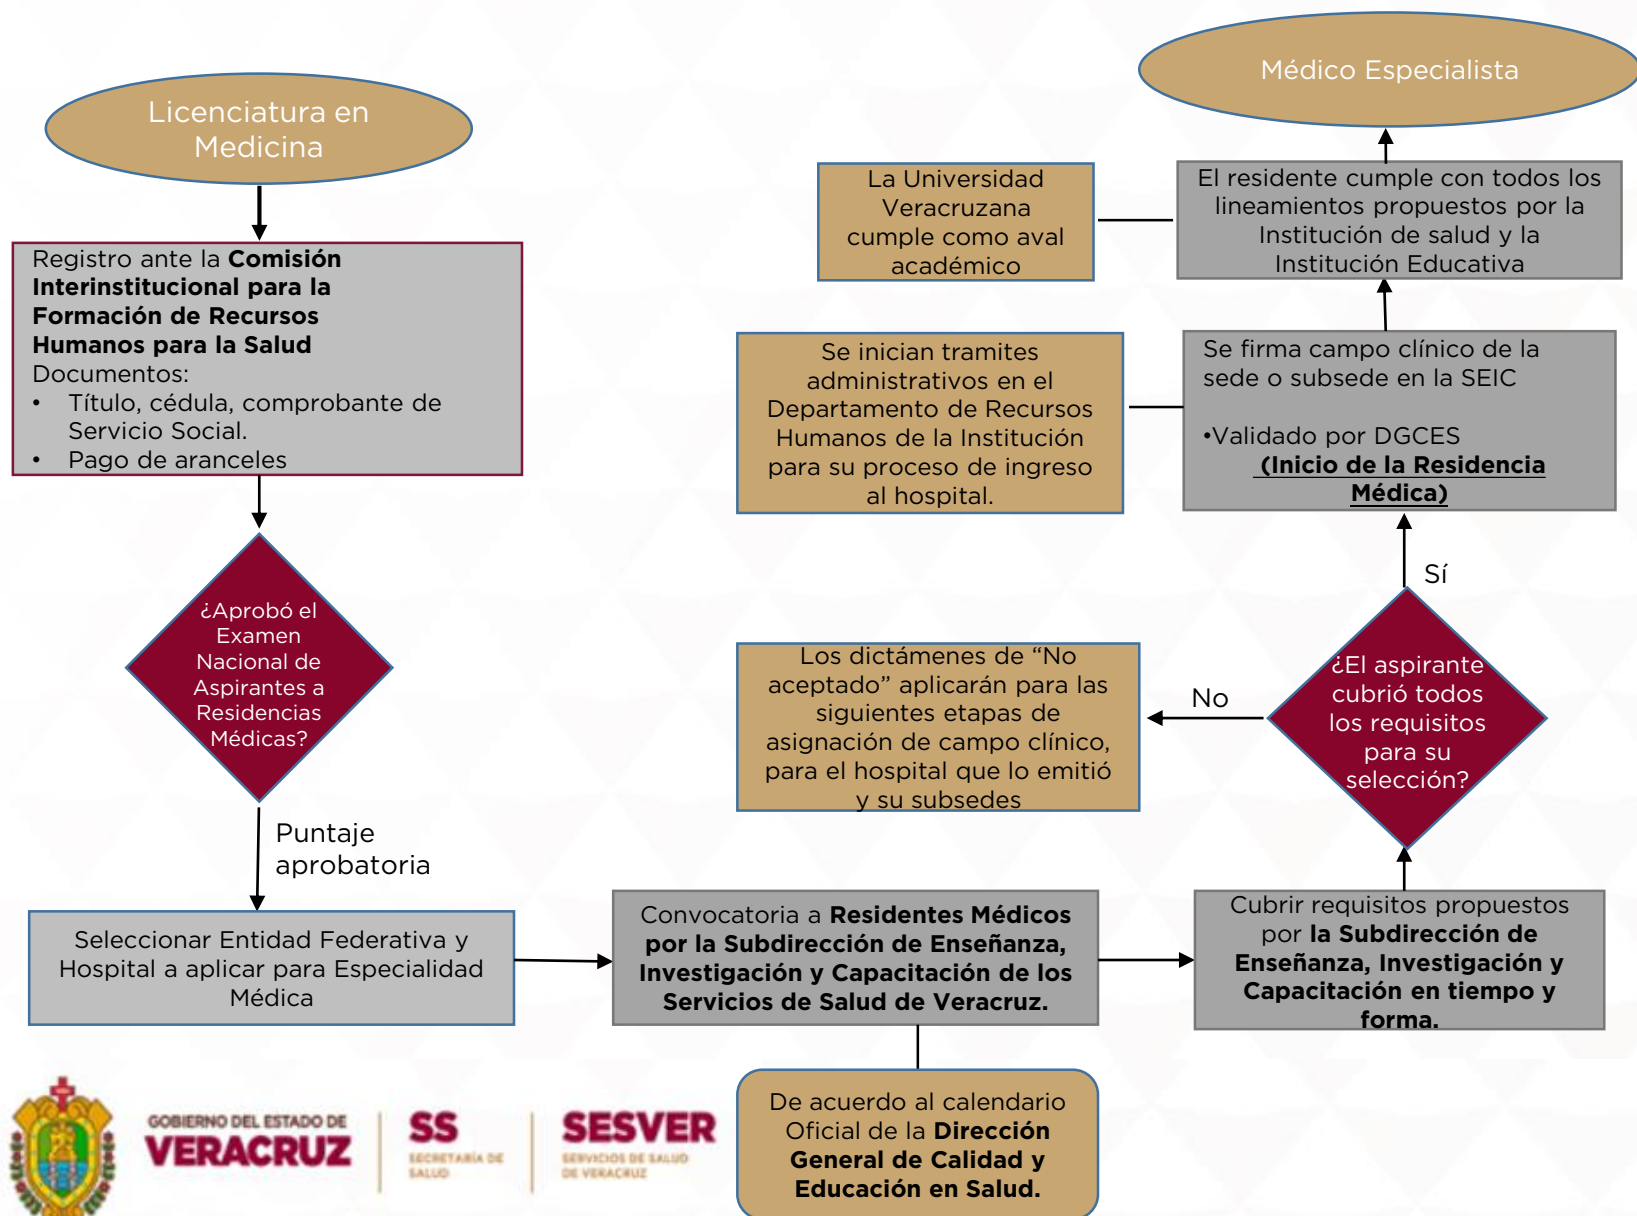 Licenciatura en
Medicina
Registro ante la Comisión
Interinstitucional para la
Formación de Recursos
Humanos para la Salud
Documentos:
• Título, cédula, comprobante de
Servicio Social.
• Pago de aranceles
¿Aprobó el
Examen
Nacional de
Aspirantes a
Residencias
Médicas?
Puntaje
aprobatoria
Seleccionar Entidad Federativa y
Hospital a aplicar para Especialidad
Médica
Convocatoria a Residentes Médicos
por la Subdirección de Enseñanza,
Investigación y Capacitación de los
Servicios de Salud de Veracruz.
De acuerdo al calendario
Oficial de la Dirección
General de Calidad y
Educación en Salud.
Cubrir requisitos propuestos
por la Subdirección de
Enseñanza, Investigación y
Capacitación en tiempo y
forma.
¿El aspirante
cubrió todos
los requisitos
para su
selección?
No
Los dictámenes de “No
aceptado” aplicarán para las
siguientes etapas de
asignación de campo clínico,
para el hospital que lo emitió
y su subsedes
Sí
Se firma campo clínico de la
sede o subsede en la SEIC
•Validado por DGCES
(Inicio de la Residencia
Médica)
Se inician tramites
administrativos en el
Departamento de Recursos
Humanos de la Institución
para su proceso de ingreso
al hospital.
El residente cumple con todos los
lineamientos propuestos por la
Institución de salud y la
Institución Educativa
La Universidad
Veracruzana
cumple como aval
académico
Médico Especialista
GOBIERNO DEL ESTADO DE
VERACRUZ
SS
SECRETARÍA DE
SALUD
SESVER
SERVICIOS DE SALUD
DE VERACRUZ